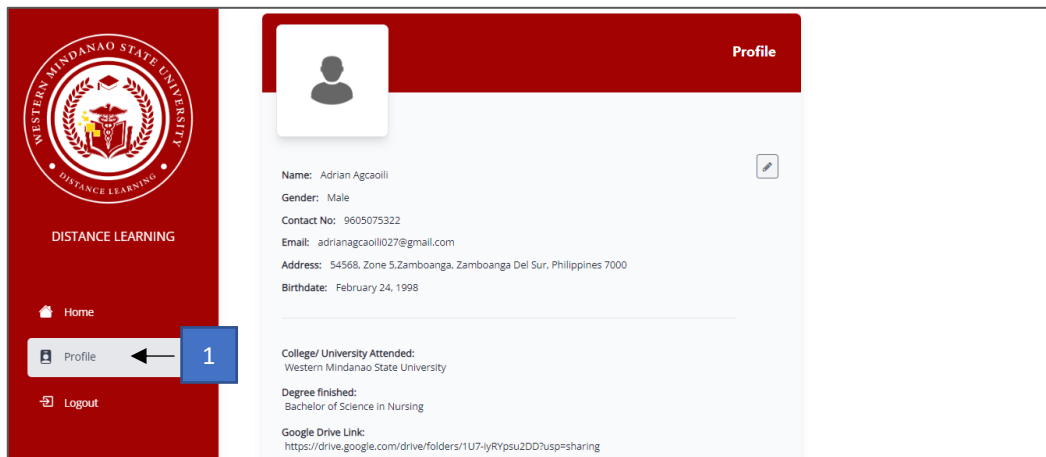 WESTERN MINDANAO STATE UNIVERSITY
DISTANCE LEARNING
DISTANCE LEARNING
Home
Profile
1
Logout
Profile
Name: Adrian Agcaoili
Gender: Male
Contact No: 9605075322
Email: adrianagcaoili027@gmail.com
Address: 54568, Zone 5,Zamboanga, Zamboanga Del Sur, Philippines 7000
Birthdate: February 24, 1998
College/ University Attended:
Western Mindanao State University
Degree finished:
Bachelor of Science in Nursing
Google Drive Link:
https://drive.google.com/drive/folders/1U7-iyRYpsu2DD?usp=sharing